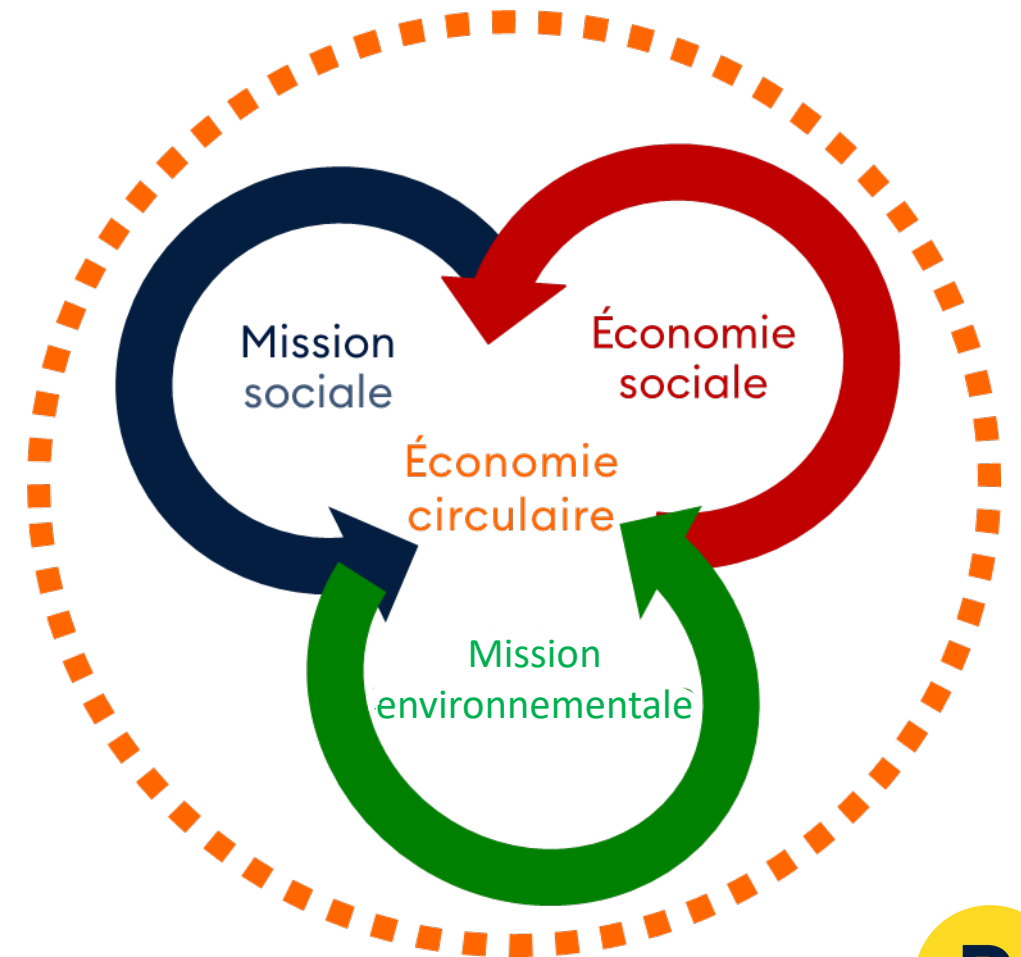 Mission
sociale
Économie
sociale
Économie
circulaire
Mission
environnementale